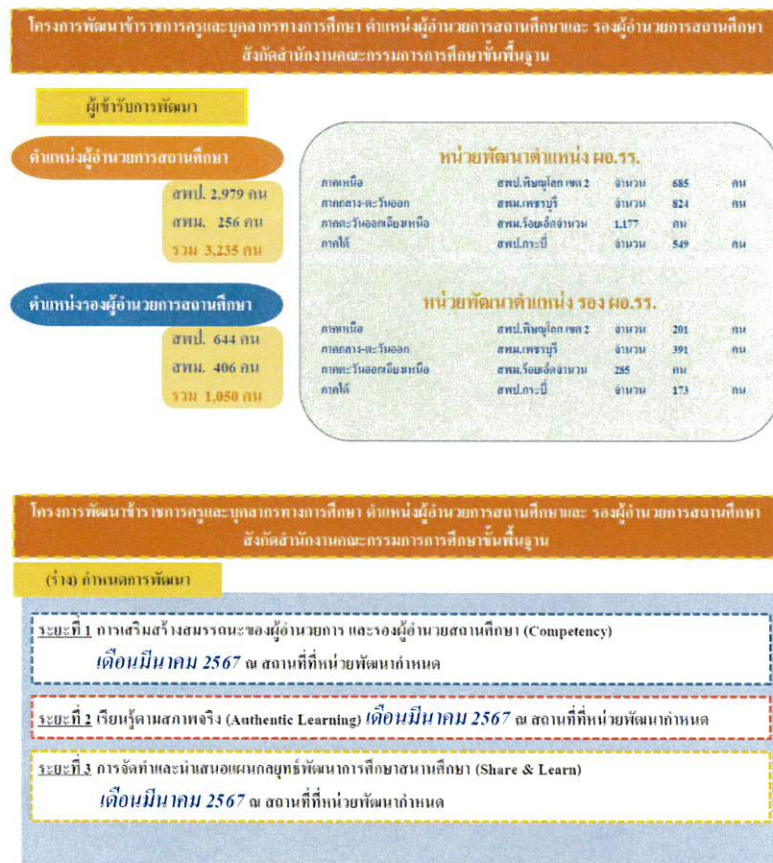 โครงการพัฒนาข้าราชการครูและบุคลากรทางการศึกษา ตำแหน่งผู้อำนวยการสถานศึกษาและ รองผู้อำนวยการสถานศึกษา
สังกัดสำนักงานคณะกรรมการการศึกษาขั้นพื้นฐาน
ผู้เข้ารับการพัฒนา
ตำแหน่งผู้อำนวยการสถานศึกษา
สพป. 2,979 คน
สพม. 256 คน
รวม 3,235 คน
หน่วยพัฒนาตำแหน่ง ผอ.รร.
ภาคเหนือ สพป.พิษณุโลก เขต 2 จำนวน 685 คน
ภาคกลาง-ตะวันออก สพม.เพชรบุรี จำนวน 824 คน
ภาคตะวันออกเฉียงเหนือ สพม.ร้อยเอ็ดจำนวน 1,177 คน
ภาคใต้ สพป.กระบี่ จำนวน 549 คน
ตำแหน่งรองผู้อำนวยการสถานศึกษา
สพป. 644 คน
สพม. 406 คน
รวม 1,050 คน
หน่วยพัฒนาตำแหน่ง รอง ผอ.รร.
ภาคเหนือ สพป.พิษณุโลก เขต 2 จำนวน 201 คน
ภาคกลาง-ตะวันออก สพม.เพชรบุรี จำนวน 391 คน
ภาคตะวันออกเฉียงเหนือ สพม.ร้อยเอ็ดจำนวน 285 คน
ภาคใต้ สพป.กระบี่ จำนวน 173 คน
โครงการพัฒนาข้าราชการครูและบุคลากรทางการศึกษา ตำแหน่งผู้อำนวยการสถานศึกษาและ รองผู้อำนวยการสถานศึกษา
สังกัดสำนักงานคณะกรรมการการศึกษาขั้นพื้นฐาน
(ร่าง) กำหนดการพัฒนา
ระยะที่ 1 การเสริมสร้างสมรรถนะของผู้อำนวยการ และรองผู้อำนวยสถานศึกษา (Competency)
เดือนมีนาคม 2567 ณ สถานที่ที่หน่วยพัฒนากำหนด
ระยะที่ 2 เรียนรู้ตามสภาพจริง (Authentic Learning) เดือนมีนาคม 2567 ณ สถานที่ที่หน่วยพัฒนากำหนด
ระยะที่ 3 การจัดทำและนำเสนอแผนกลยุทธ์พัฒนาการศึกษาสถานศึกษา (Share & Learn)
เดือนมีนาคม 2567 ณ สถานที่ที่หน่วยพัฒนากำหนด